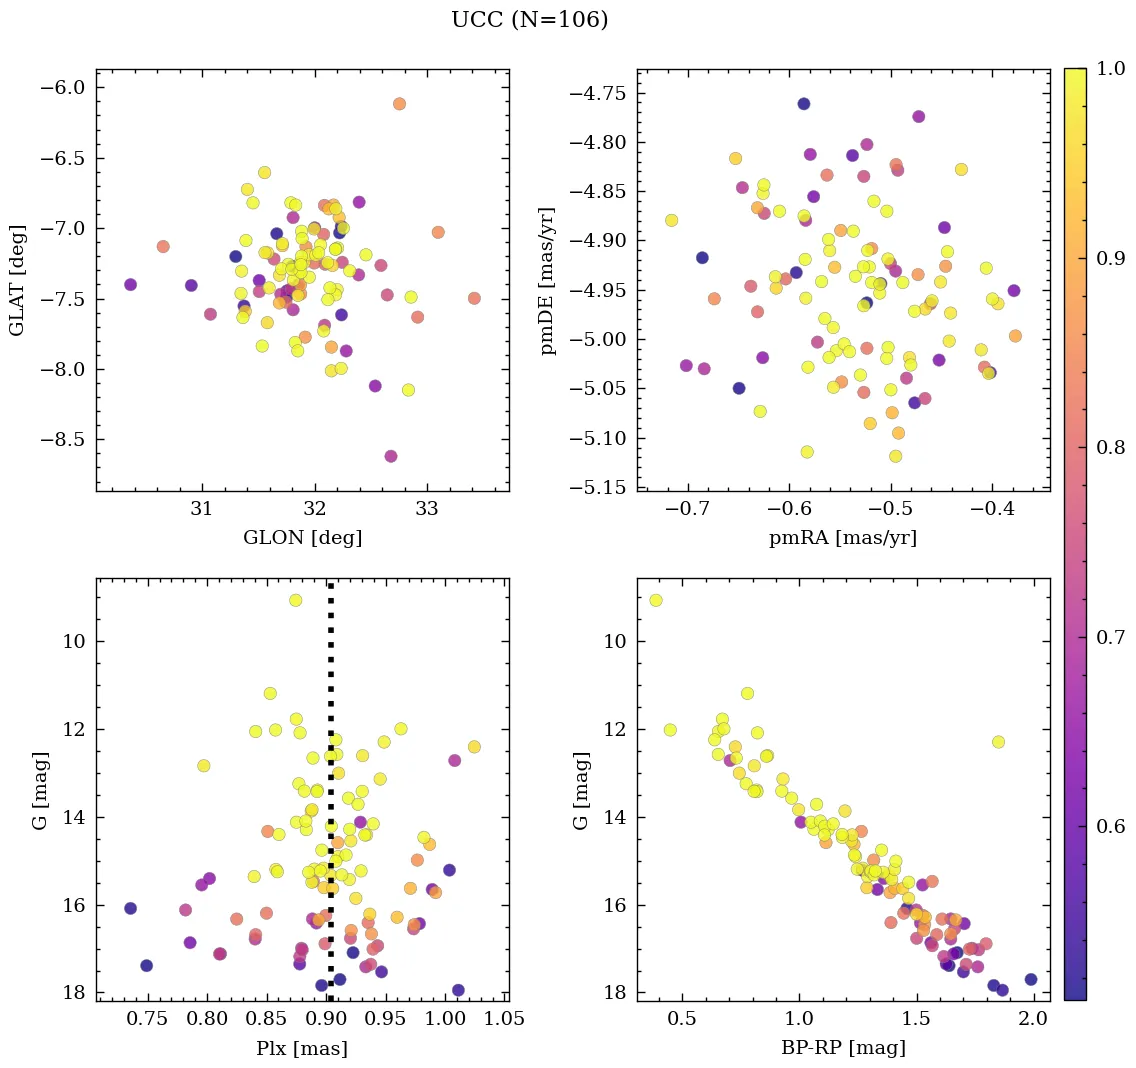 UCC (N=106)
−6.0
−6.5
−7.0
−7.5
−8.0
−8.5
GLAT [deg]
31 32 33
GLON [deg]
−4.75
−4.80
−4.85
−4.90
−4.95
−5.00
−5.05
−5.10
−5.15
pmDE [mas/yr]
−0.7 −0.6 −0.5 −0.4
pmRA [mas/yr]
10
12
14
16
18
G [mag]
0.75 0.80 0.85 0.90 0.95 1.00 1.05
Plx [mas]
10
12
14
16
18
G [mag]
0.5 1.0 1.5 2.0
BP-RP [mag]
1.0
0.9
0.8
0.7
0.6